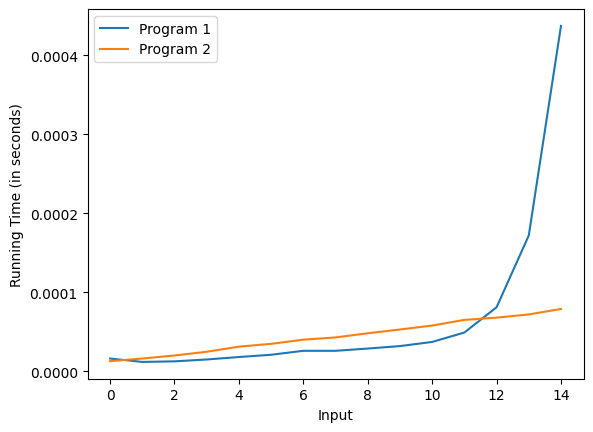 Program 1
Program 2
0.0004
0.0003
0.0002
0.0001
0.0000
Running Time (in seconds)
0 2 4 6 8 10 12 14
Input